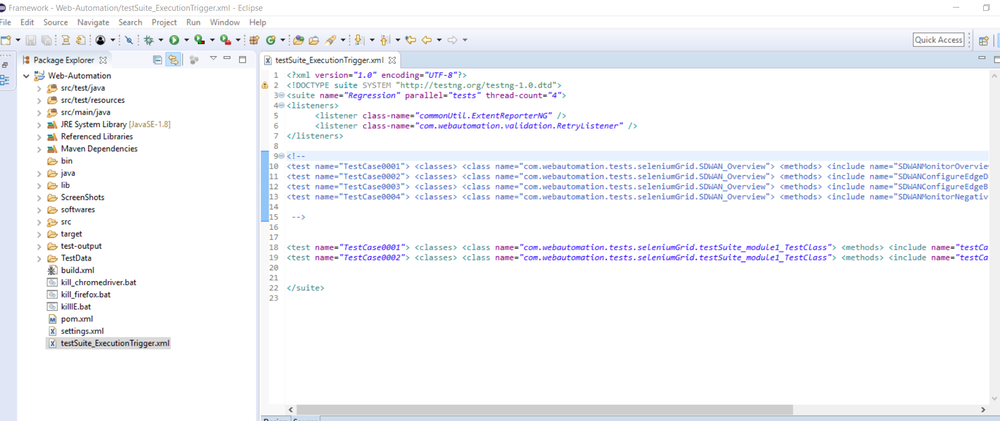 Framework - Web-Automation/testSuite_ExecutionTrigger.xml - Eclipse
File Edit Source Navigate Search Project Run Window Help
Quick Access
Package Explorer
Web-Automation
src/test/java
src/test/resources
src/main/java
JRE System Library [JavaSE-1.8]
Referenced Libraries
Maven Dependencies
bin
java
lib
ScreenShots
softwares
src
target
test-output
TestData
build.xml
kill_chromedriver.bat
kill_firefox.bat
killIE.bat
pom.xml
settings.xml
testSuite_ExecutionTrigger.xml
testSuite_ExecutionTrigger.xml
1 <?xml version="1.0" encoding="UTF-8"?>
2 <!DOCTYPE suite SYSTEM "http://testng.org/testng-1.0.dtd">
3 <suite name="Regression" parallel="tests" thread-count="4">
4 <listeners>
5 <listener class-name="commonUtil.ExtentReporterNG" />
6 <listener class-name="com.webautomation.validation.RetryListener" />
7 </listeners>
8
9 <!--
10 <test name="TestCase0001"> <classes> <class name="com.webautomation.tests.seleniumGrid.SDWAN_Overview"> <methods> <include name="SDWANMonitorOverview
11 <test name="TestCase0002"> <classes> <class name="com.webautomation.tests.seleniumGrid.SDWAN_Overview"> <methods> <include name="SDWANConfigureEdgeD
12 <test name="TestCase0003"> <classes> <class name="com.webautomation.tests.seleniumGrid.SDWAN_Overview"> <methods> <include name="SDWANConfigureEdgeB
13 <test name="TestCase0004"> <classes> <class name="com.webautomation.tests.seleniumGrid.SDWAN_Overview"> <methods> <include name="SDWANMonitorNegativ
14
15 -->
16
17
18 <test name="TestCase0001"> <classes> <class name="com.webautomation.tests.seleniumGrid.testSuite_module1_TestClass"> <methods> <include name="testCa
19 <test name="TestCase0002"> <classes> <class name="com.webautomation.tests.seleniumGrid.testSuite_module1_TestClass"> <methods> <include name="testCa
20
21
22 </suite>
23
Design Source